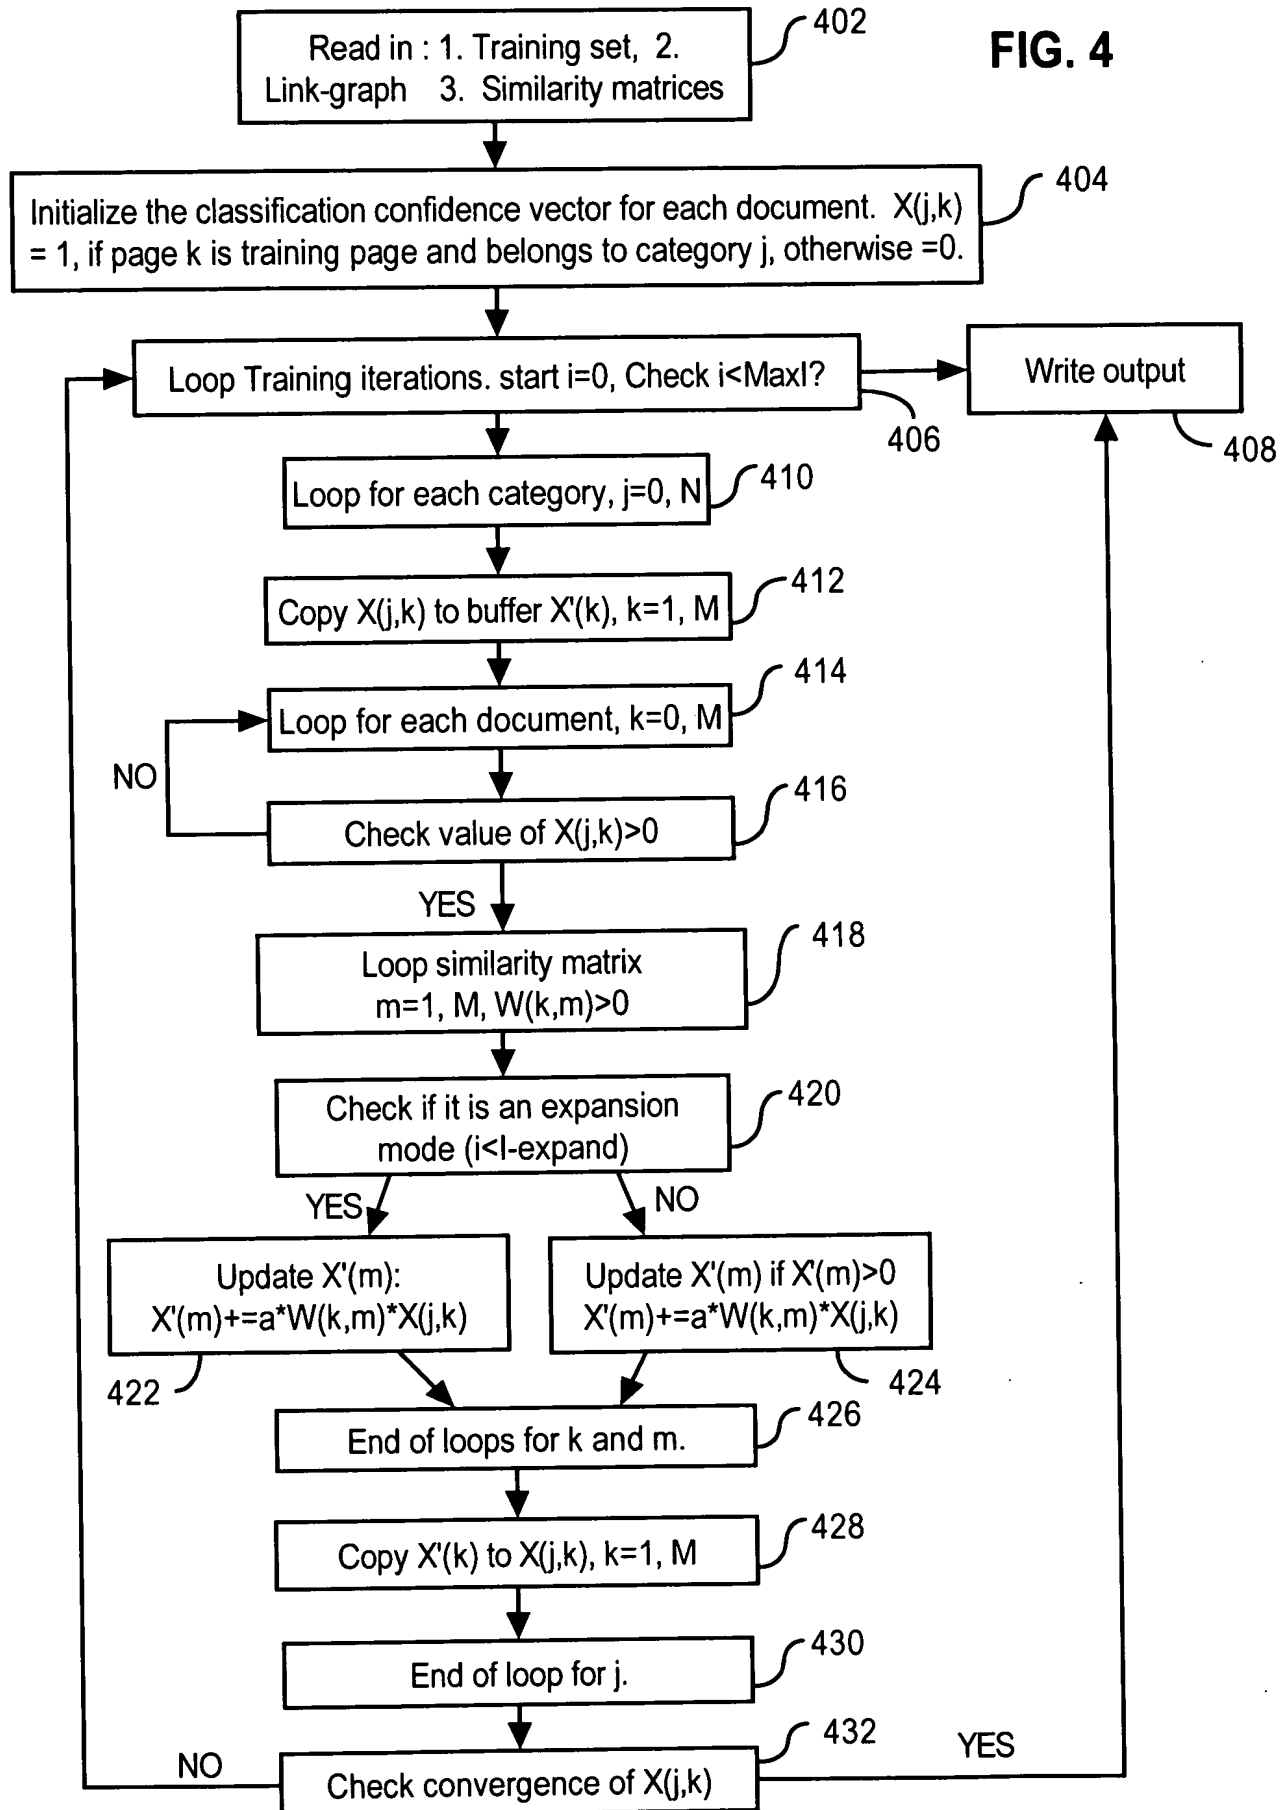 FIG. 4
402
Read in : 1. Training set, 2.
Link-graph 3. Similarity matrices
404
Initialize the classification confidence vector for each document. X(j,k)
= 1, if page k is training page and belongs to category j, otherwise =0.
Loop Training iterations. start i=0, Check i<MaxI?
406
Write output
408
Loop for each category, j=0, N
410
Copy X(j,k) to buffer X'(k), k=1, M
412
Loop for each document, k=0, M
414
NO
Check value of X(j,k)>0
416
YES
Loop similarity matrix
m=1, M, W(k,m)>0
418
Check if it is an expansion
mode (i<I-expand)
420
YES
NO
Update X'(m):
X'(m)+=a*W(k,m)*X(j,k)
422
Update X'(m) if X'(m)>0
X'(m)+=a*W(k,m)*X(j,k)
424
End of loops for k and m.
426
Copy X'(k) to X(j,k), k=1, M
428
End of loop for j.
430
432
NO
Check convergence of X(j,k)
YES